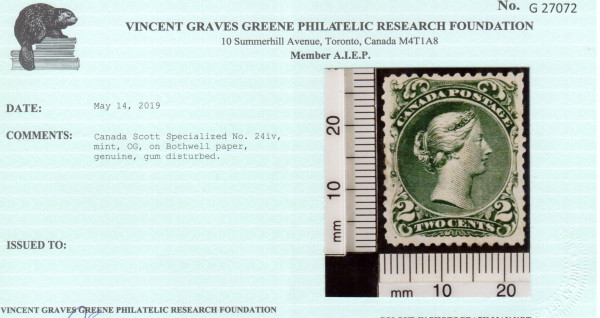 No. G 27072
VINCENT GRAVES GREENE PHILATELIC RESEARCH FOUNDATION
10 Summerhill Avenue, Toronto, Canada M4T1A8
Member A.I.E.P.
DATE: May 14, 2019
COMMENTS: Canada Scott Specialized No. 24iv,
mint, OG, on Bothwell paper,
genuine, gum disturbed.
CANADA POSTAGE
2 TWO CENTS 2
20
10
mm
mm 10 20
ISSUED TO:
VINCENT GRAVES GREENE PHILATELIC RESEARCH FOUNDATION